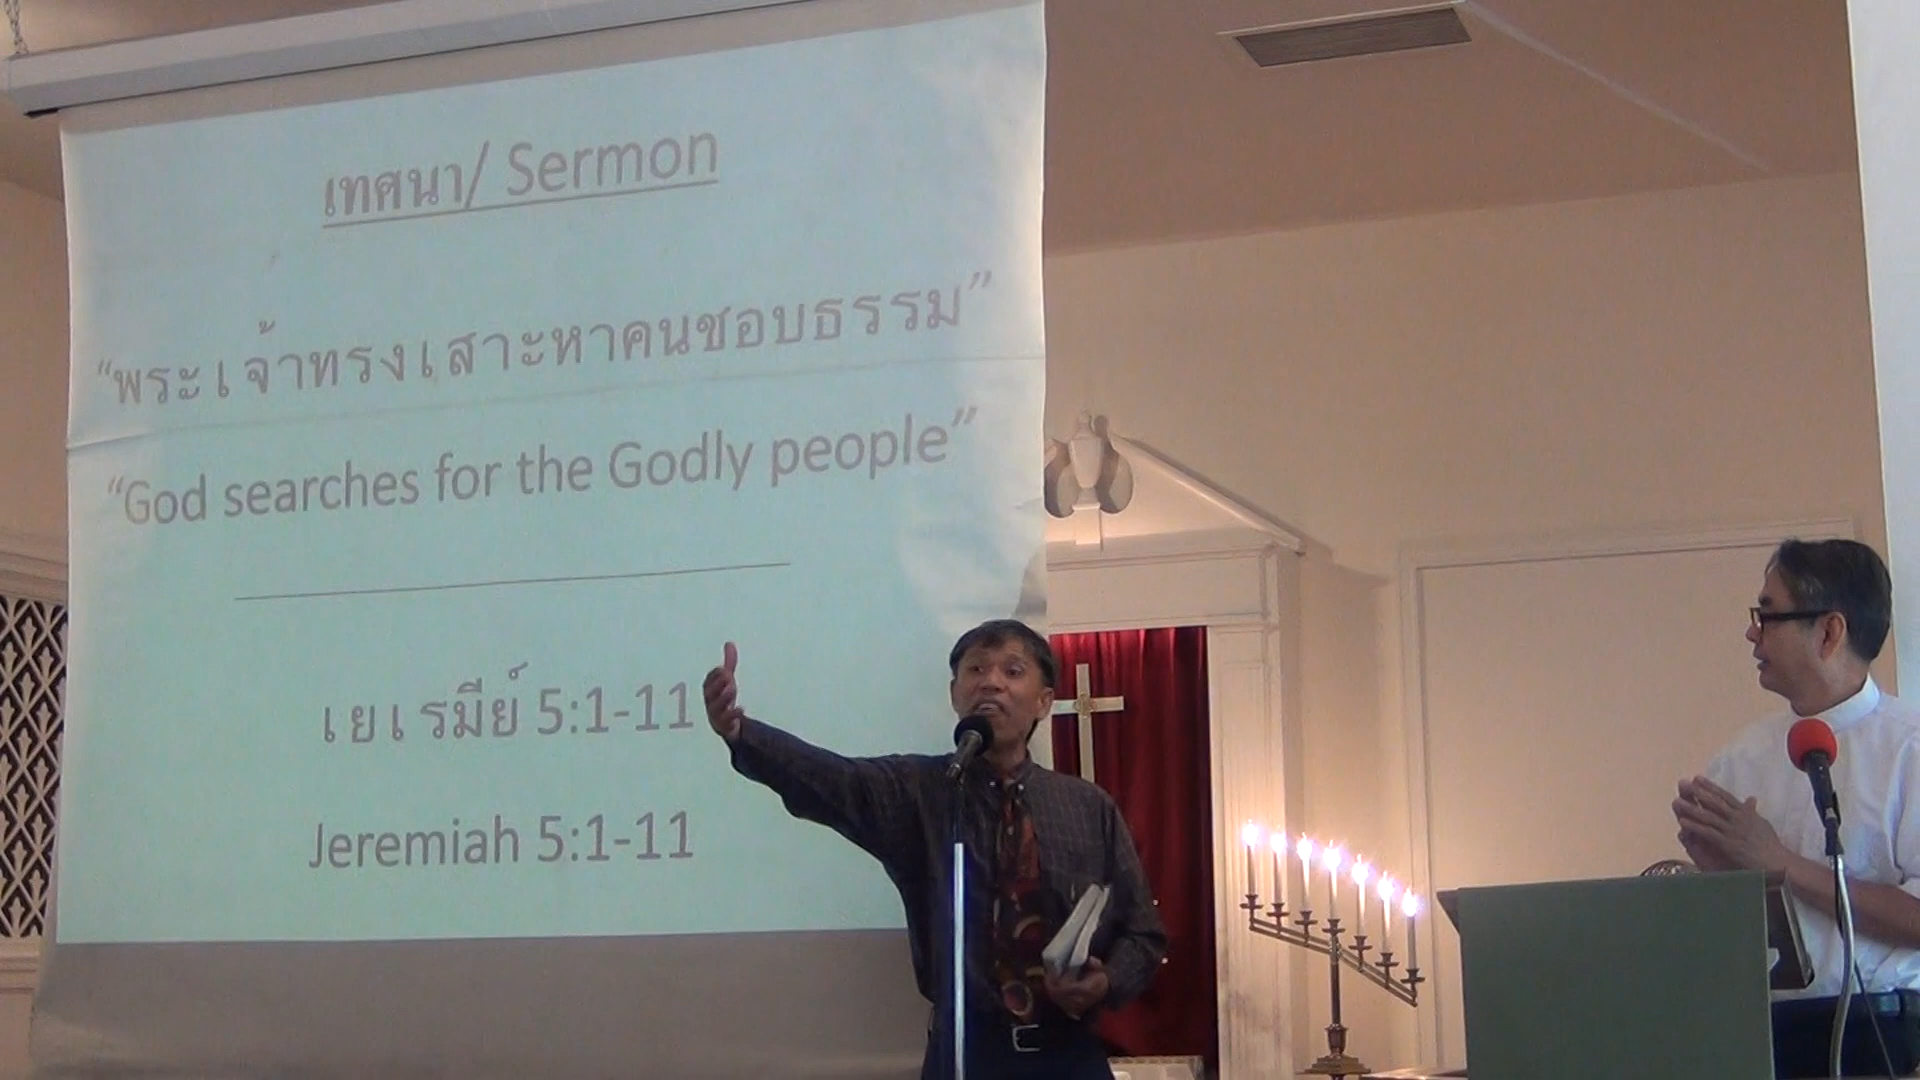 เทศนา/ Sermon
“พระเจ้าทรงเสาะหาคนชอบธรรม”
“God searches for the Godly people”
เยเรมีย์ 5:1-11
Jeremiah 5:1-11